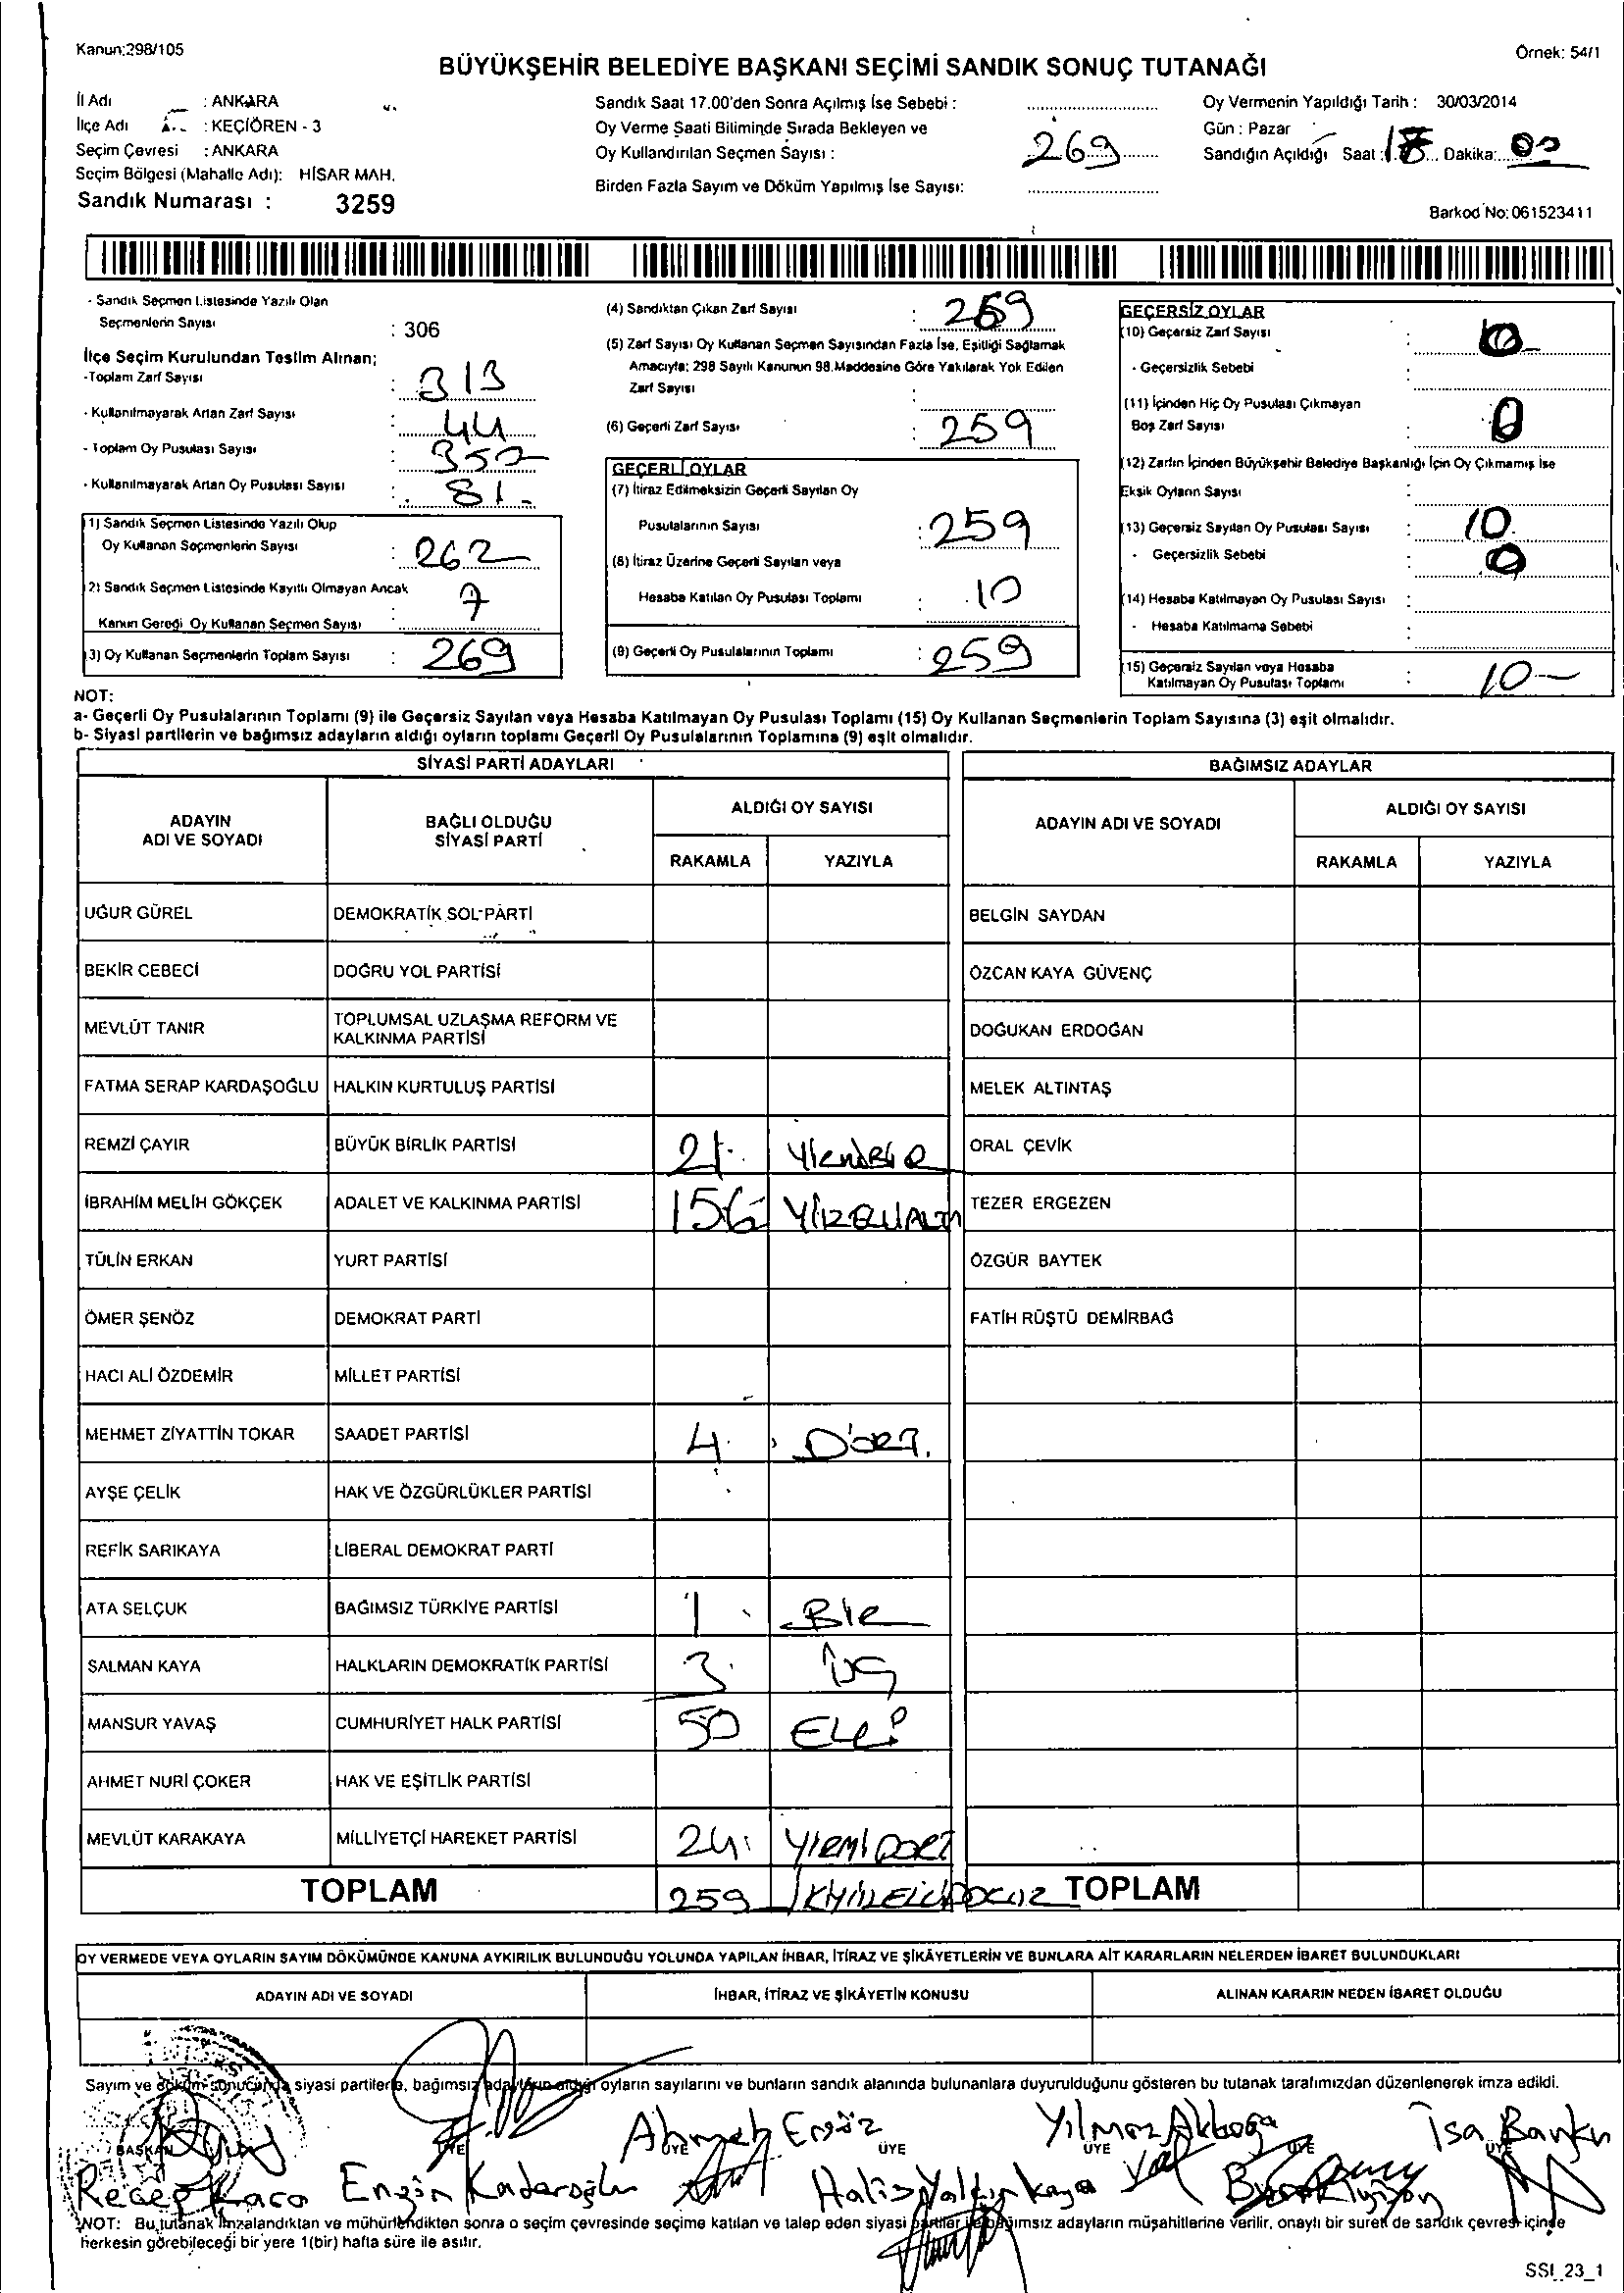 Kanun:298/105
Örnek: 54/1
BÜYÜKŞEHİR BELEDİYE BAŞKANI SEÇİMİ SANDIK SONUÇ TUTANAĞI
İl Adı : ANKARA
İlçe Adı : KEÇİÖREN - 3
Seçim Çevresi : ANKARA
Seçim Bölgesi (Mahalle Adı): HİSAR MAH.
Sandık Numarası : 3259
Sandık Saat 17.00'den Sonra Açılmış İse Sebebi :
Oy Verme Saati Bitiminde Sırada Bekleyen ve
Oy Kullandırılan Seçmen Sayısı : 269
Birden Fazla Sayım ve Döküm Yapılmış İse Sayısı:
Oy Vermenin Yapıldığı Tarih : 30/03/2014
Gün : Pazar
Sandığın Açıldığı Saat : Dakika: 00
Barkod No: 061523411
- Sandık Seçmen Listesinde Yazılı Olan
Seçmenlerin Sayısı : 306
İlçe Seçim Kurulundan Teslim Alınan;
-Toplam Zarf Sayısı : 313
- Kullanılmayarak Artan Zarf Sayısı : 44
- Toplam Oy Pusulası Sayısı : 350
- Kullanılmayarak Artan Oy Pusulası Sayısı : 81
1) Sandık Seçmen Listesinde Yazılı Olup
Oy Kullanan Seçmenlerin Sayısı : 262
2) Sandık Seçmen Listesinde Kayıtlı Olmayan Ancak
Kanun Gereği Oy Kullanan Seçmen Sayısı : 7
3) Oy Kullanan Seçmenlerin Toplam Sayısı : 269
(4) Sandıktan Çıkan Zarf Sayısı : 269
(5) Zarf Sayısı Oy Kullanan Seçmen Sayısından Fazla İse, Eşitliği Sağlamak
Amacıyla; 298 Sayılı Kanunun 98.Maddesine Göre Yakılarak Yok Edilen
Zarf Sayısı :
(6) Geçerli Zarf Sayısı : 259
GEÇERLİ OYLAR
(7) İtiraz Edilmeksizin Geçerli Sayılan Oy
Pusulalarının Sayısı : 259
(8) İtiraz Üzerine Geçerli Sayılan veya
Hesaba Katılan Oy Pusulası Toplamı : 10
(9) Geçerli Oy Pusulalarının Toplamı : 259
GEÇERSİZ OYLAR
(10) Geçersiz Zarf Sayısı :
- Geçersizlik Sebebi :
(11) İçinden Hiç Oy Pusulası Çıkmayan
Boş Zarf Sayısı : 0
(12) Zarfın İçinden Büyükşehir Belediye Başkanlığı İçin Oy Çıkmamış İse
Eksik Oyların Sayısı :
(13) Geçersiz Sayılan Oy Pusulası Sayısı : 10
- Geçersizlik Sebebi : 0
(14) Hesaba Katılmayan Oy Pusulası Sayısı :
- Hesaba Katılmama Sebebi :
(15) Geçersiz Sayılan veya Hesaba
Katılmayan Oy Pusulası Toplamı : 10
NOT:
a- Geçerli Oy Pusulalarının Toplamı (9) ile Geçersiz Sayılan veya Hesaba Katılmayan Oy Pusulası Toplamı (15) Oy Kullanan Seçmenlerin Toplam Sayısına (3) eşit olmalıdır.
b- Siyasi partilerin ve bağımsız adayların aldığı oyların toplamı Geçerli Oy Pusulalarının Toplamına (9) eşit olmalıdır.
SİYASİ PARTİ ADAYLARI
ADAYIN ADI VE SOYADI
BAĞLI OLDUĞU SİYASİ PARTİ
ALDIĞI OY SAYISI
RAKAMLA YAZIYLA
UĞUR GÜREL DEMOKRATİK SOL PARTİ
BEKİR CEBECİ DOĞRU YOL PARTİSİ
MEVLÜT TANIR TOPLUMSAL UZLAŞMA REFORM VE KALKINMA PARTİSİ
FATMA SERAP KARDAŞOĞLU HALKIN KURTULUŞ PARTİSİ
REMZİ ÇAYIR BÜYÜK BİRLİK PARTİSİ 21
İBRAHİM MELİH GÖKÇEK ADALET VE KALKINMA PARTİSİ 156 YÜZELLİALTI
TÜLİN ERKAN YURT PARTİSİ
ÖMER ŞENÖZ DEMOKRAT PARTİ
HACI ALİ ÖZDEMİR MİLLET PARTİSİ
MEHMET ZİYATTİN TOKAR SAADET PARTİSİ 4 DÖRT.
AYŞE ÇELİK HAK VE ÖZGÜRLÜKLER PARTİSİ
REFİK SARIKAYA LİBERAL DEMOKRAT PARTİ
ATA SELÇUK BAĞIMSIZ TÜRKİYE PARTİSİ 1 BİR
SALMAN KAYA HALKLARIN DEMOKRATİK PARTİSİ 3 ÜÇ
MANSUR YAVAŞ CUMHURİYET HALK PARTİSİ 50 ELLİ
AHMET NURİ ÇOKER HAK VE EŞİTLİK PARTİSİ
MEVLÜT KARAKAYA MİLLİYETÇİ HAREKET PARTİSİ 24 YİRMİDÖRT
TOPLAM 259 İKİYÜZELLİDOKUZ
BAĞIMSIZ ADAYLAR
ADAYIN ADI VE SOYADI
ALDIĞI OY SAYISI
RAKAMLA YAZIYLA
BELGİN SAYDAN
ÖZCAN KAYA GÜVENÇ
DOĞUKAN ERDOĞAN
MELEK ALTINTAŞ
ORAL ÇEVİK
TEZER ERGEZEN
ÖZGÜR BAYTEK
FATİH RÜŞTÜ DEMİRBAĞ
TOPLAM
OY VERMEDE VEYA OYLARIN SAYIM DÖKÜMÜNDE KANUNA AYKIRILIK BULUNDUĞU YOLUNDA YAPILAN İHBAR, İTİRAZ VE ŞİKÂYETLERİN VE BUNLARA AİT KARARLARIN NELERDEN İBARET BULUNDUKLARI
ADAYIN ADI VE SOYADI İHBAR, İTİRAZ VE ŞİKÂYETİN KONUSU ALINAN KARARIN NEDEN İBARET OLDUĞU
Sayım ve döküm sonucunda siyasi partilerle, bağımsız adayların aldığı oyların sayılarını ve bunların sandık alanında bulunanlara duyurulduğunu gösteren bu tutanak tarafımızdan düzenlenerek imza edildi.
Ahmet Ersöz Yılmaz Akboğa İsa Barku
BAŞKAN ÜYE ÜYE ÜYE ÜYE ÜYE ÜYE
Recep Kaca Engin Kadaroğlu Halis Yalçınkaya
NOT: Bu tutanak imzalandıktan ve mühürlendikten sonra o seçim çevresinde seçime katılan ve talep eden siyasi partiler ile bağımsız adayların müşahitlerine verilir, onaylı bir sureti de sandık çevresi içinde
herkesin görebileceği bir yere 1(bir) hafta süre ile asılır.
SSI_23_1